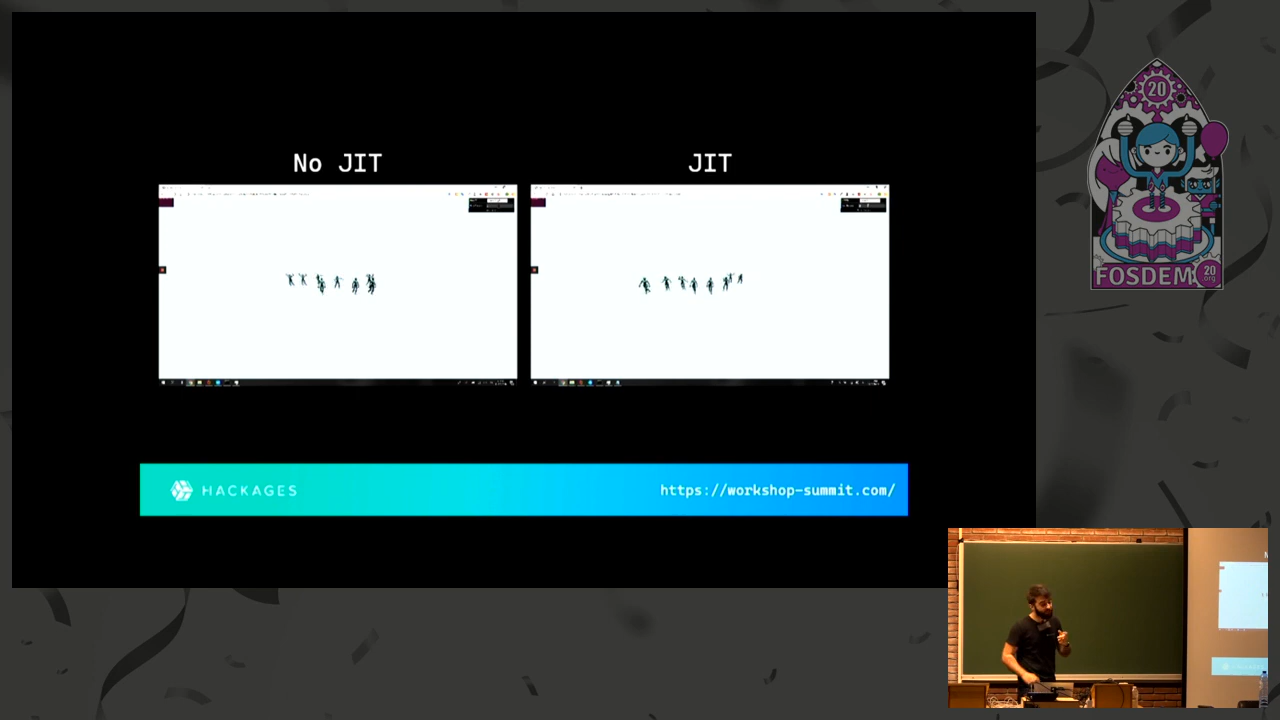 No JIT
JIT
HACKAGES
https://workshop-summit.com/
20
FOSDEM
20
org